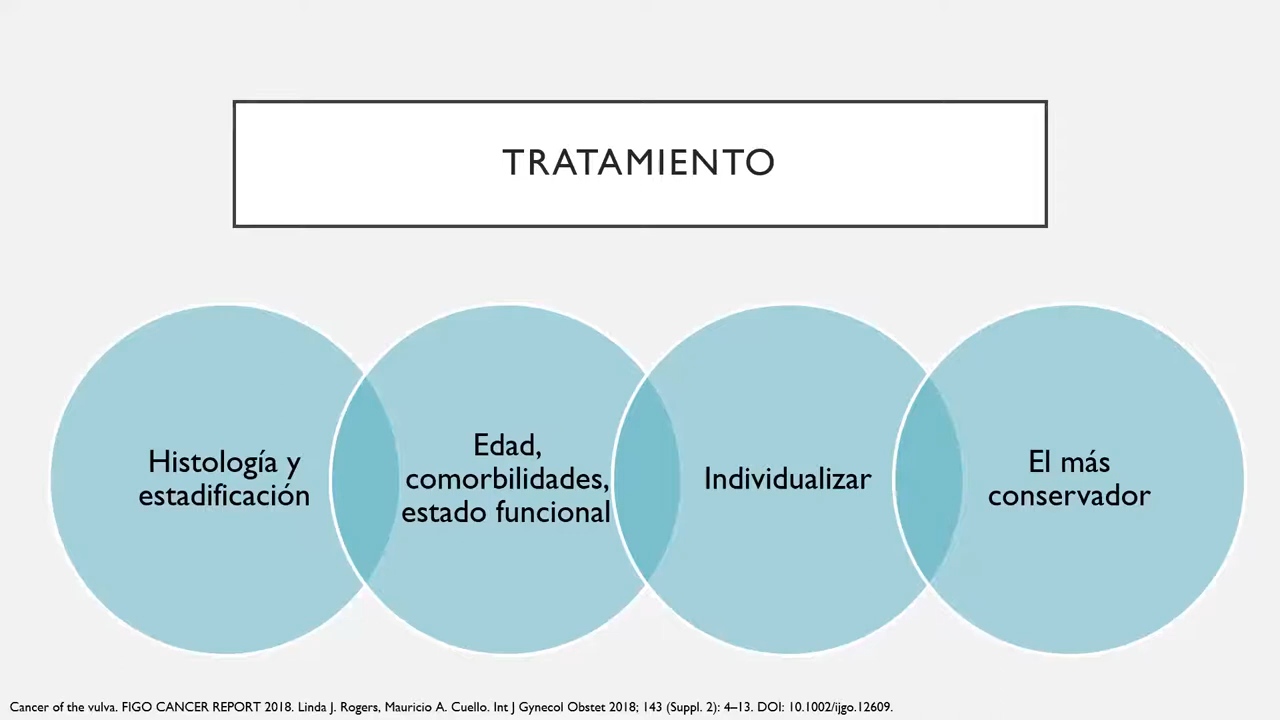 TRATAMIENTO
Histología y
estadificación
Edad,
comorbilidades,
estado funcional
Individualizar
El más
conservador
Cancer of the vulva. FIGO CANCER REPORT 2018. Linda J. Rogers, Mauricio A. Cuello. Int J Gynecol Obstet 2018; 143 (Suppl. 2): 4–13. DOI: 10.1002/ijgo.12609.